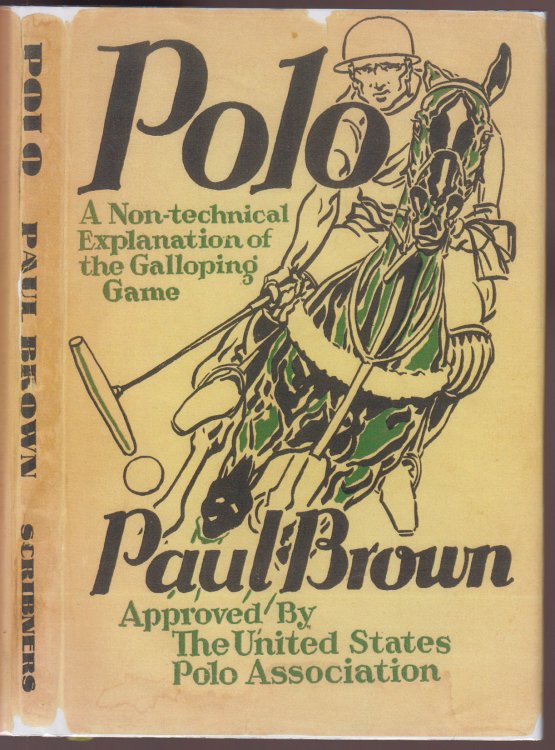 POLO PAUL BROWN SCRIBNERS
Polo
A Non-technical
Explanation of
the Galloping
Game
Paul Brown
Approved By
The United States
Polo Association